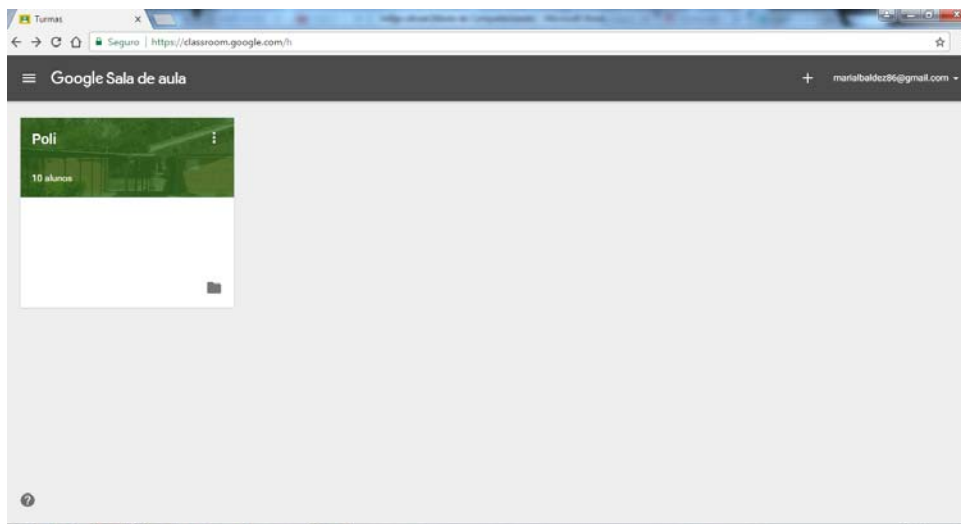 Turmas
Seguro | https://classroom.google.com/h
Google Sala de aula
marialbaldez86@gmail.com
Poli
10 alunos